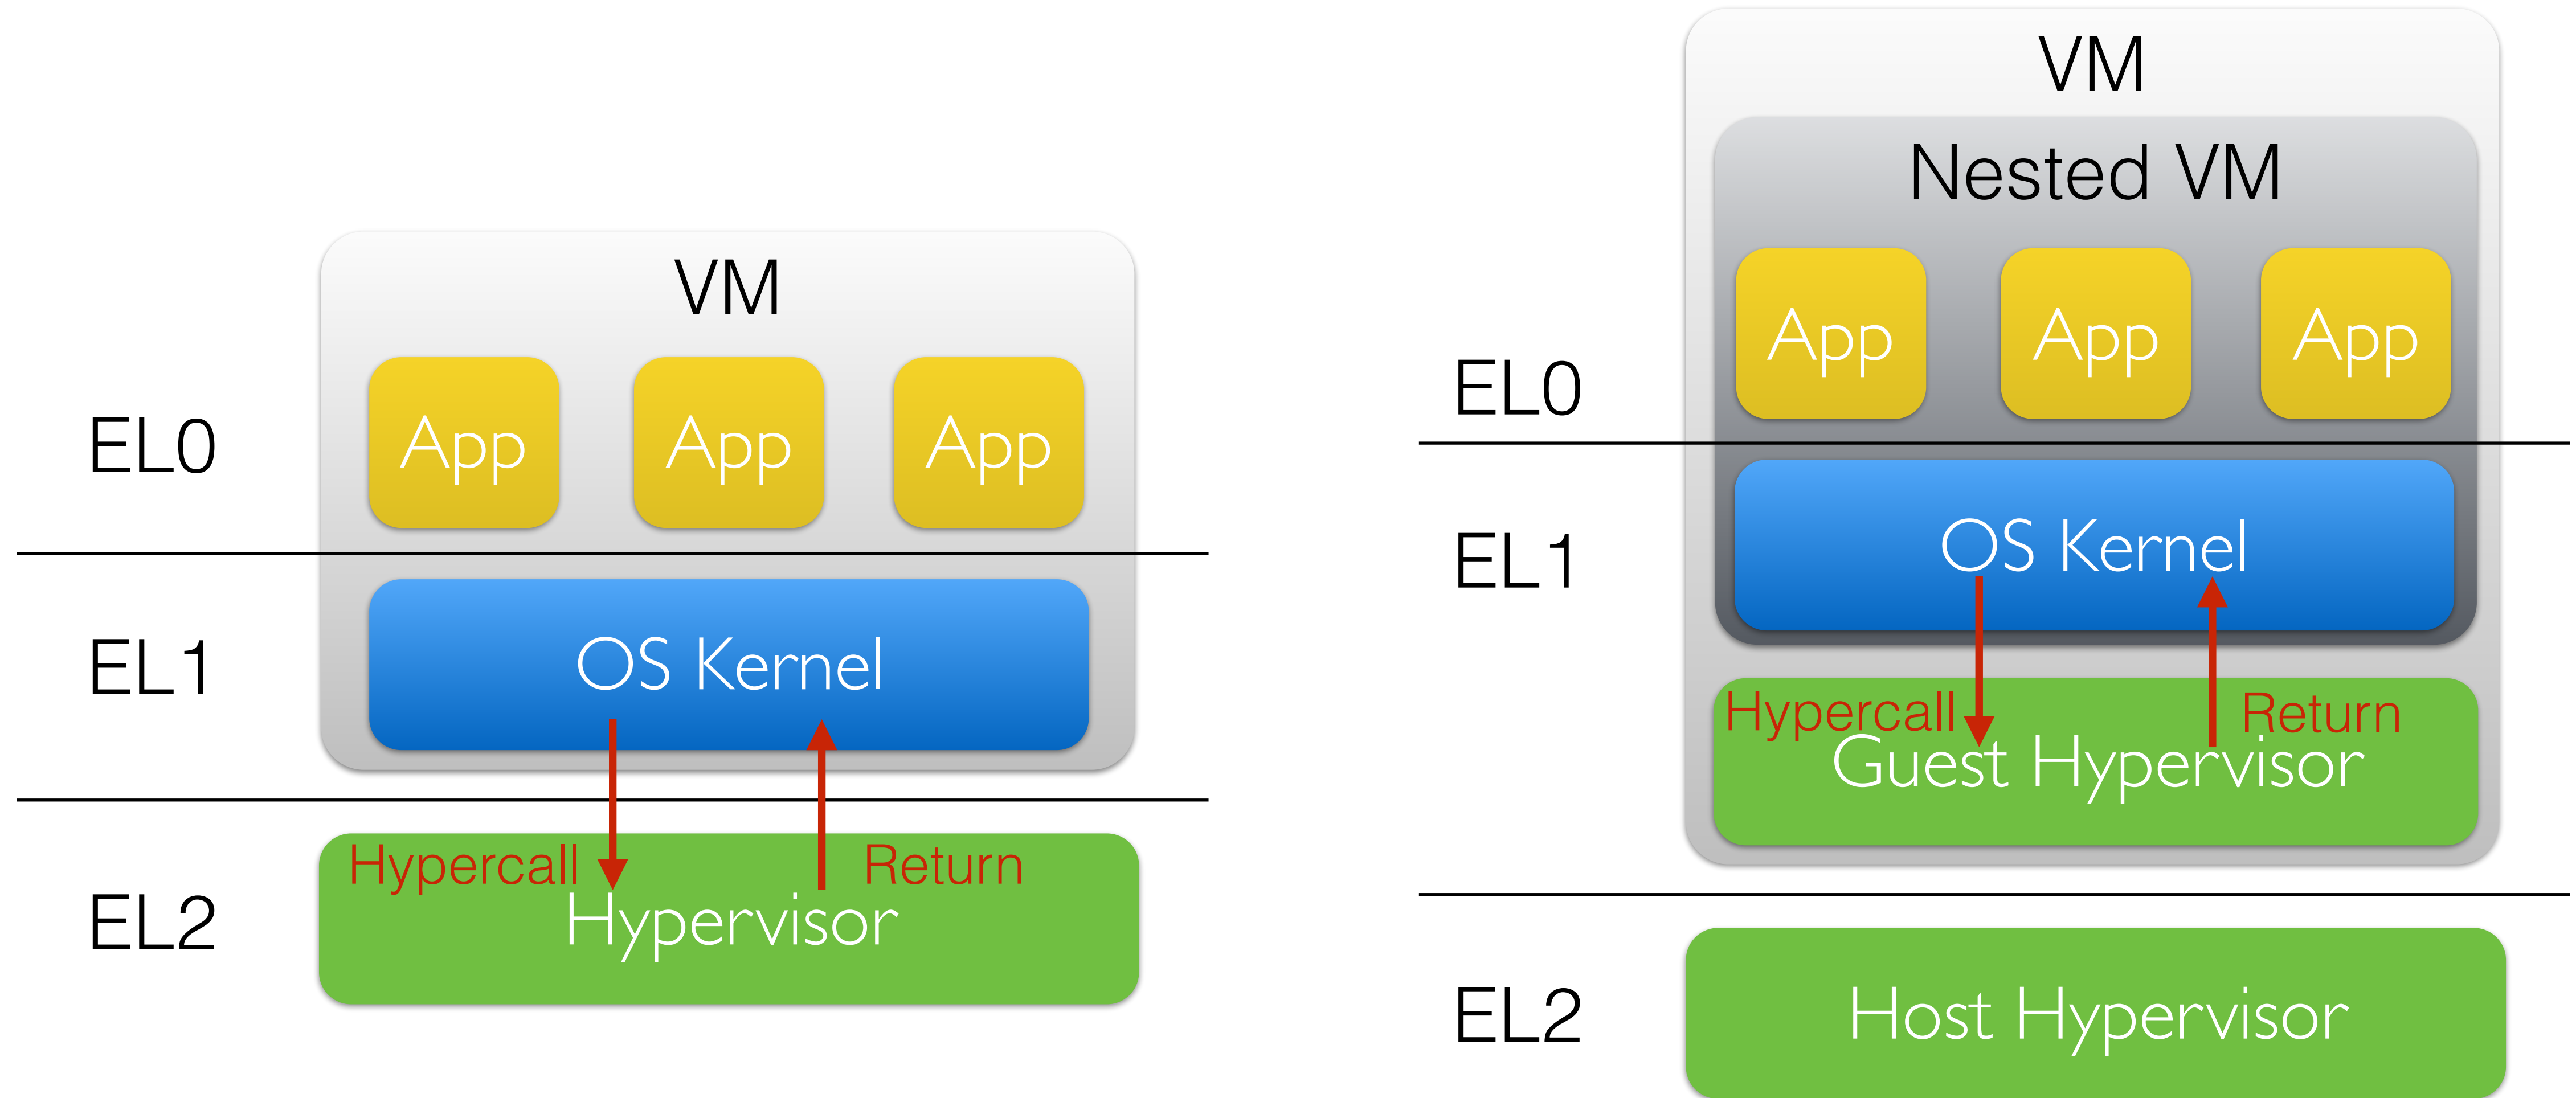 VM
EL0
App App App
EL1
OS Kernel
Hypercall Return
EL2
Hypervisor
VM
Nested VM
EL0
App App App
EL1
OS Kernel
Hypercall Return
Guest Hypervisor
EL2
Host Hypervisor